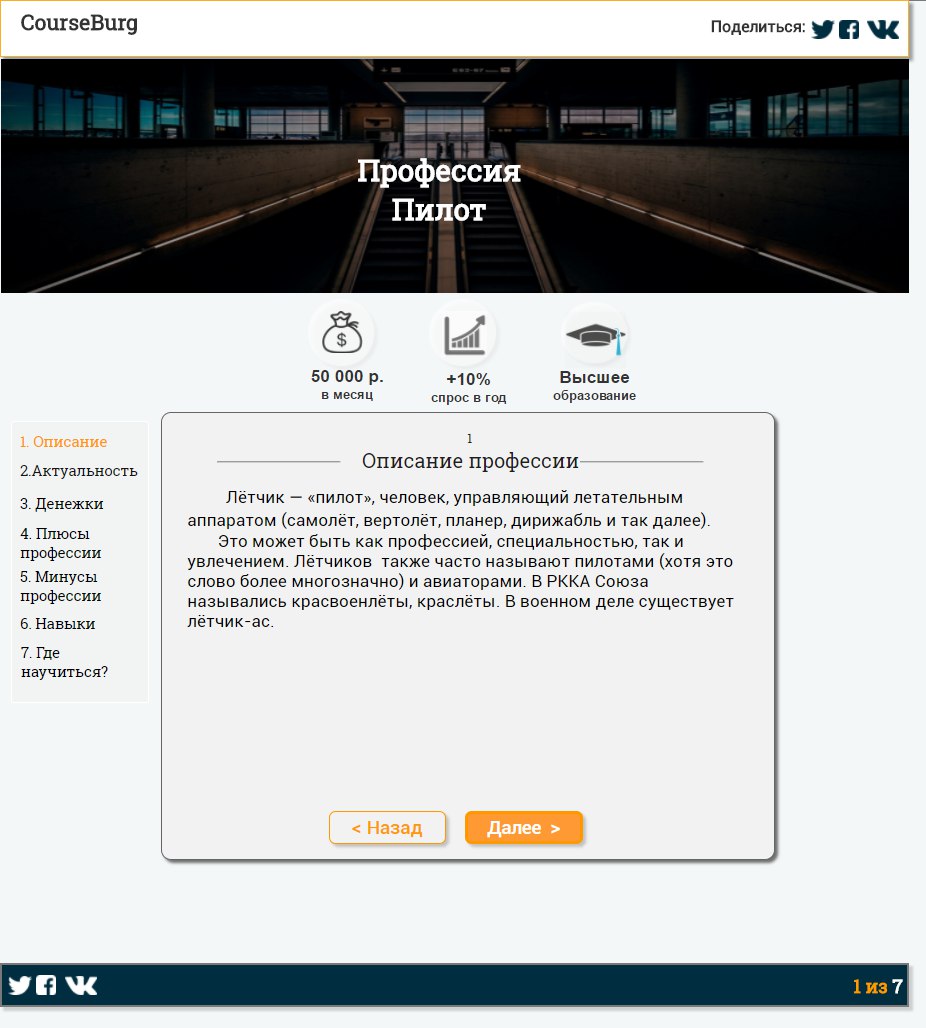 CourseBurg
Поделиться:
Профессия
Пилот
50 000 р.
в месяц
+10%
спрос в год
Высшее
образование
1. Описание
2.Актуальность
3. Денежки
4. Плюсы
профессии
5. Минусы
профессии
6. Навыки
7. Где
научиться?
1
Описание профессии
Лётчик — «пилот», человек, управляющий летательным
аппаратом (самолёт, вертолёт, планер, дирижабль и так далее).
Это может быть как профессией, специальностью, так и
увлечением. Лётчиков  также часто называют пилотами (хотя это
слово более многозначно) и авиаторами. В РККА Союза
назывались красвоенлёты, краслёты. В военном деле существует
лётчик-ас.
< Назад
Далее >
1 из 7